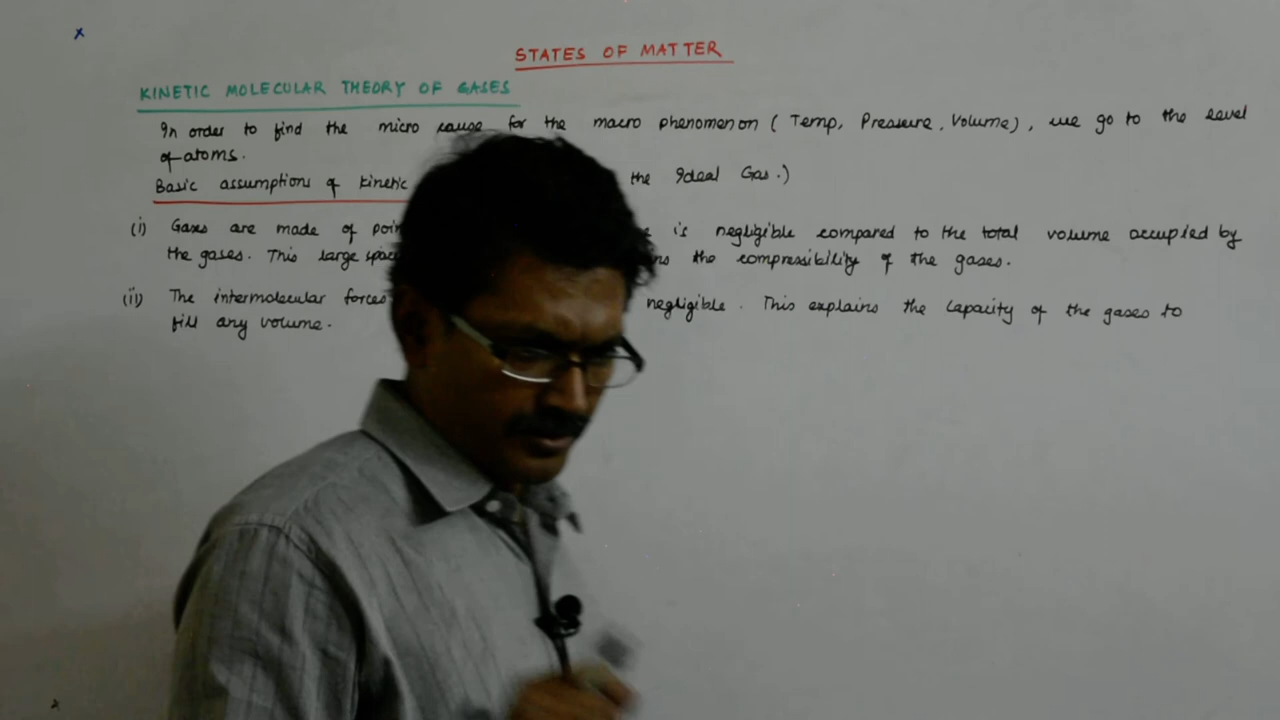 STATES OF MATTER
KINETIC MOLECULAR THEORY OF GASES
In order to find the micro cause for the macro phenomenon ( Temp, Pressure, Volume) , we go to the level
of atoms.
Basic assumptions of kinetic the Ideal Gas.)
(i) Gases are made of is negligible compared to the total volume occupied by
the gases. This large the compressibility of the gases.
(ii) The intermolecular forces negligible. This explains the capacity of the gases to
fill any volume.